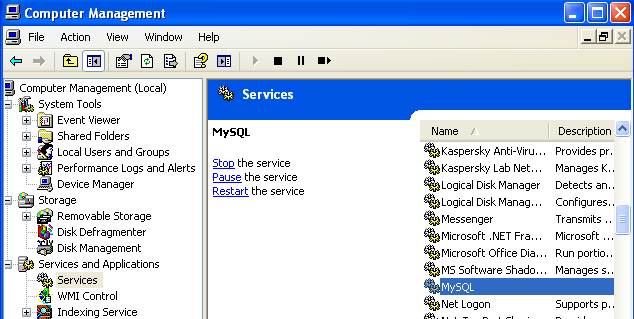 Computer Management
File Action View Window Help
Computer Management (Local)
System Tools
Event Viewer
Shared Folders
Local Users and Groups
Performance Logs and Alerts
Device Manager
Storage
Removable Storage
Disk Defragmenter
Disk Management
Services and Applications
Services
WMI Control
Indexing Service
Services
MySQL
Stop the service
Pause the service
Restart the service
Name Description
Kaspersky Anti-Viru... Provides pr...
Kaspersky Lab Net... Manages K...
Logical Disk Manager Detects an...
Logical Disk Manag... Configures...
Messenger Transmits ...
Microsoft .NET Fra... Microsoft ...
Microsoft Office Dia... Run portio...
MS Software Shado... Manages s...
MySQL
Net Logon Supports p...